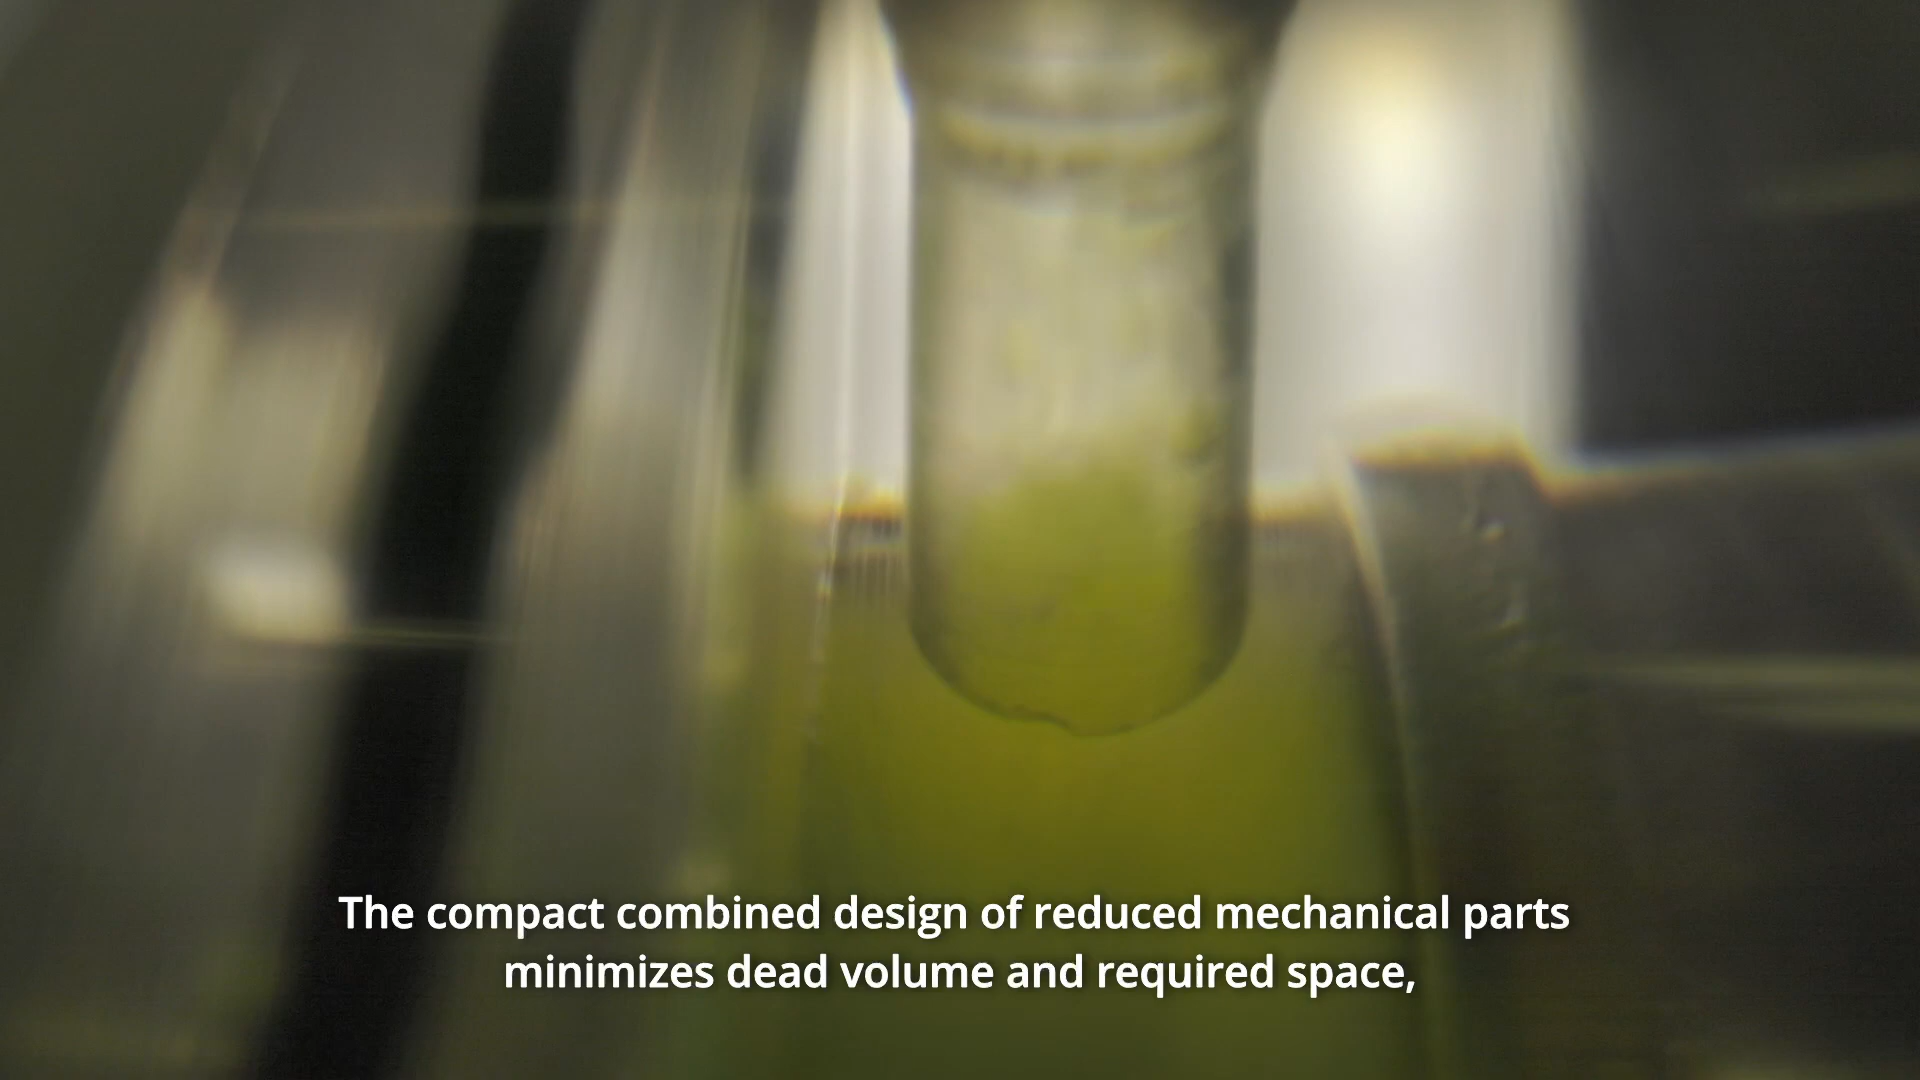 The compact combined design of reduced mechanical parts
minimizes dead volume and required space,